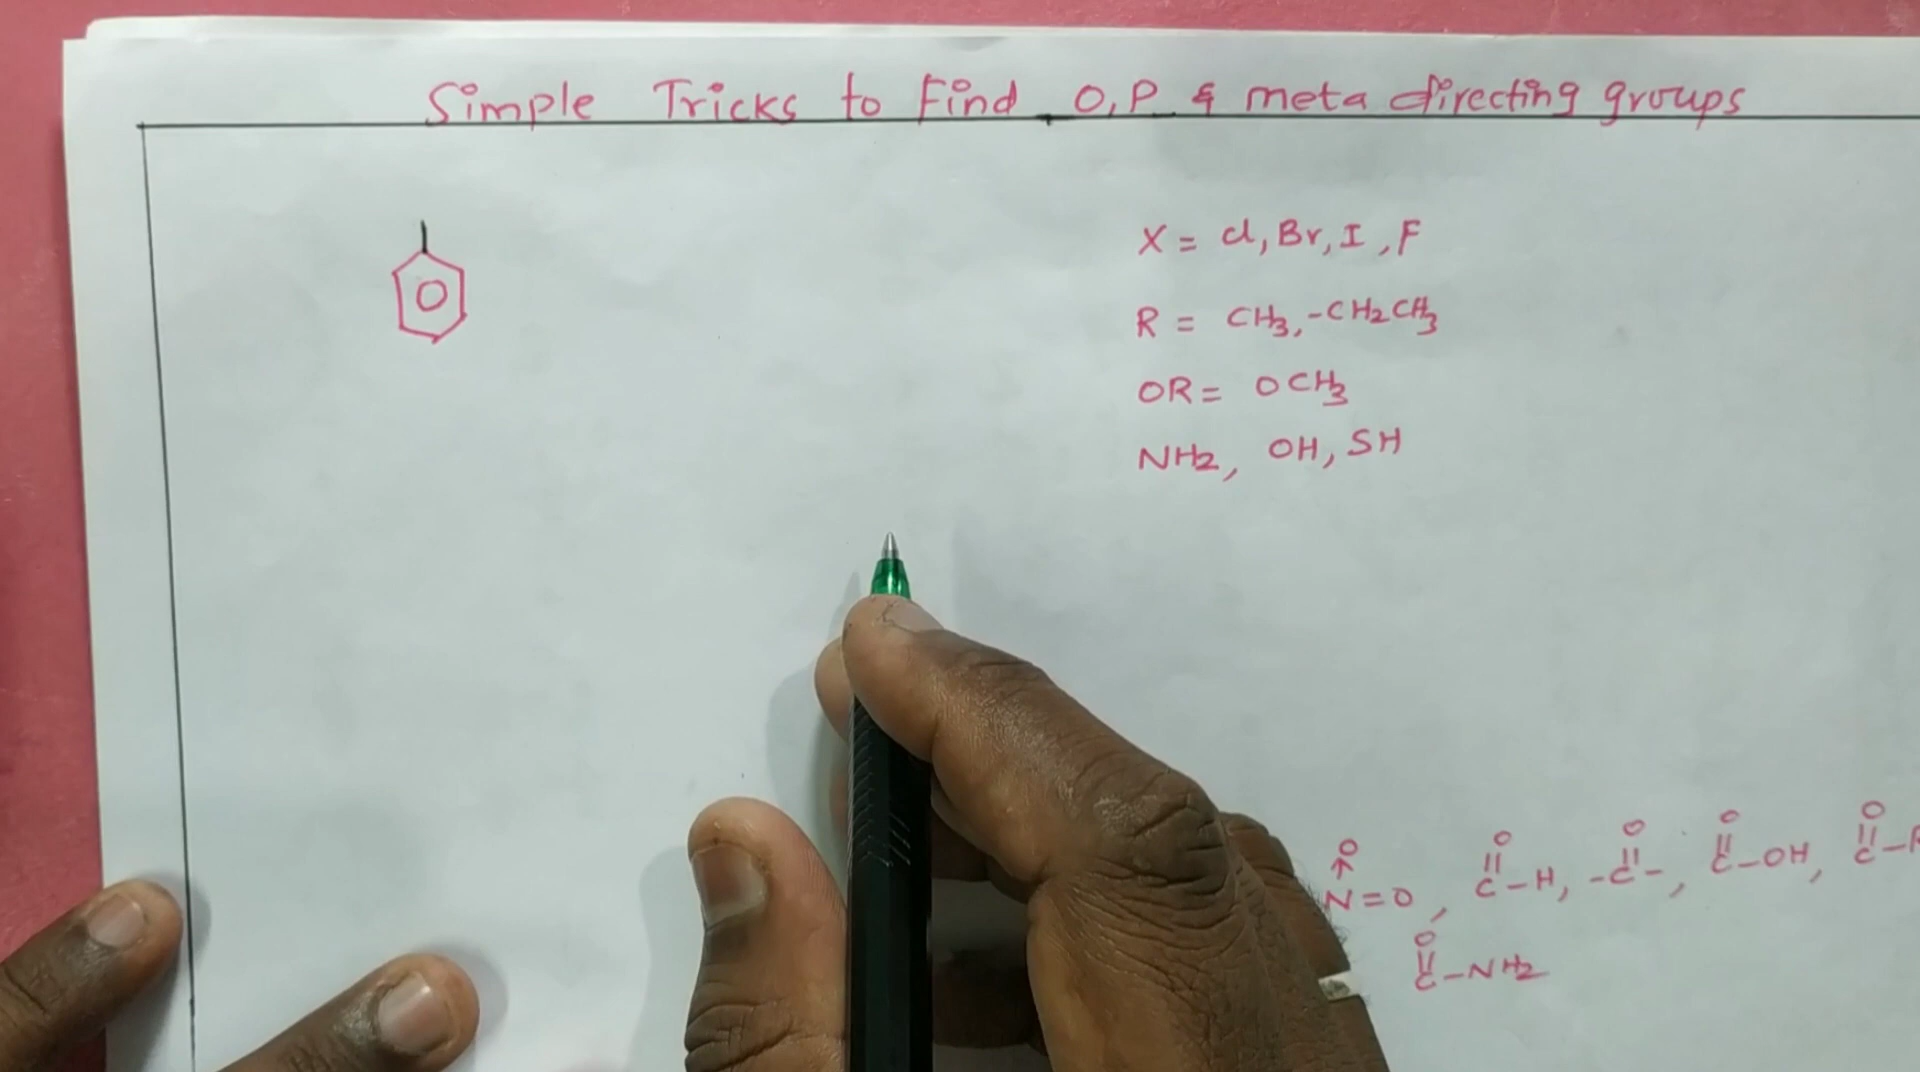 Simple Tricks to Find O,P & meta directing groups
X = Cl, Br, I, F
R = CH3, -CH2CH3
OR = OCH3
NH2, OH, SH
O O O O O
↑ || || || ||
N=O, C-H, -C-, C-OH, C-R
O
||
C-NH2